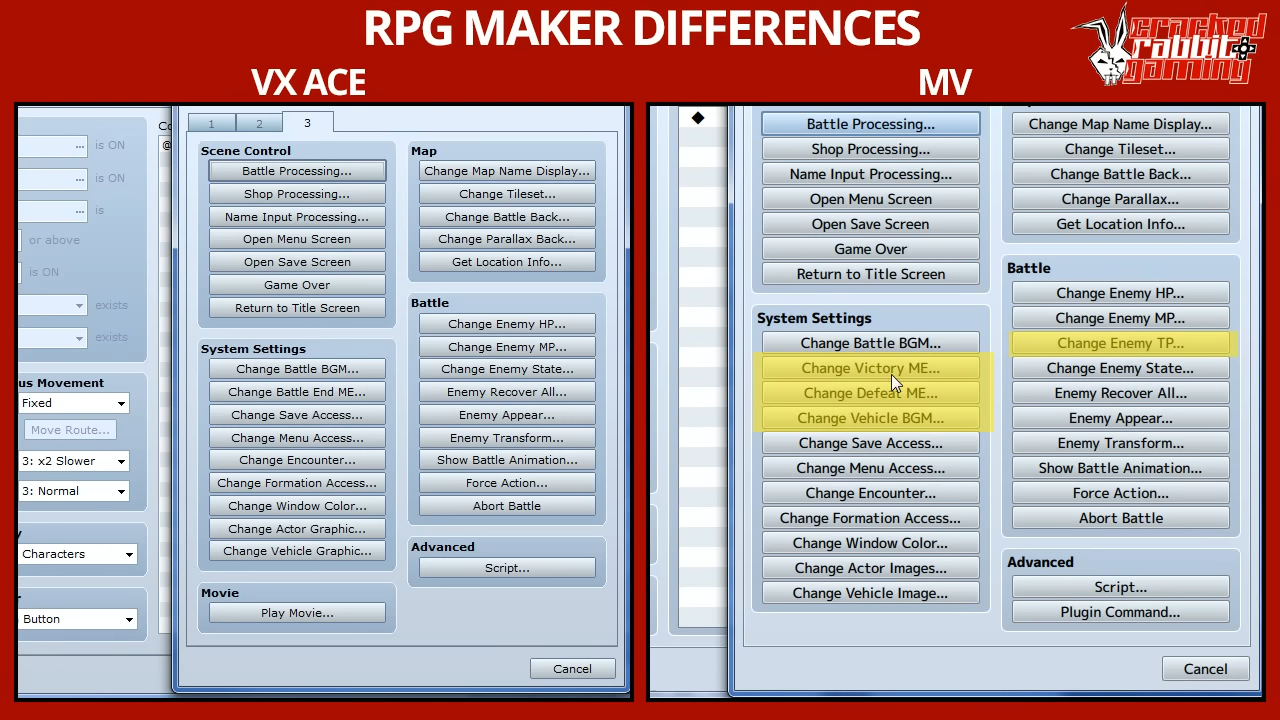 RPG MAKER DIFFERENCES
cracked
rabbit
gaming
VX ACE
MV
... is ON
... is ON
... is
or above
is ON
exists
exists
us Movement
Fixed
Move Route...
3: x2 Slower
3: Normal
Characters
Button
@
1
2
3
Scene Control
Battle Processing...
Shop Processing...
Name Input Processing...
Open Menu Screen
Open Save Screen
Game Over
Return to Title Screen
System Settings
Change Battle BGM...
Change Battle End ME...
Change Save Access...
Change Menu Access...
Change Encounter...
Change Formation Access...
Change Window Color...
Change Actor Graphic...
Change Vehicle Graphic...
Movie
Play Movie...
Map
Change Map Name Display...
Change Tileset...
Change Battle Back...
Change Parallax Back...
Get Location Info...
Battle
Change Enemy HP...
Change Enemy MP...
Change Enemy State...
Enemy Recover All...
Enemy Appear...
Enemy Transform...
Show Battle Animation...
Force Action...
Abort Battle
Advanced
Script...
Cancel
Battle Processing...
Shop Processing...
Name Input Processing...
Open Menu Screen
Open Save Screen
Game Over
Return to Title Screen
System Settings
Change Battle BGM...
Change Victory ME...
Change Defeat ME...
Change Vehicle BGM...
Change Save Access...
Change Menu Access...
Change Encounter...
Change Formation Access...
Change Window Color...
Change Actor Images...
Change Vehicle Image...
Change Map Name Display...
Change Tileset...
Change Battle Back...
Change Parallax...
Get Location Info...
Battle
Change Enemy HP...
Change Enemy MP...
Change Enemy TP...
Change Enemy State...
Enemy Recover All...
Enemy Appear...
Enemy Transform...
Show Battle Animation...
Force Action...
Abort Battle
Advanced
Script...
Plugin Command...
Cancel